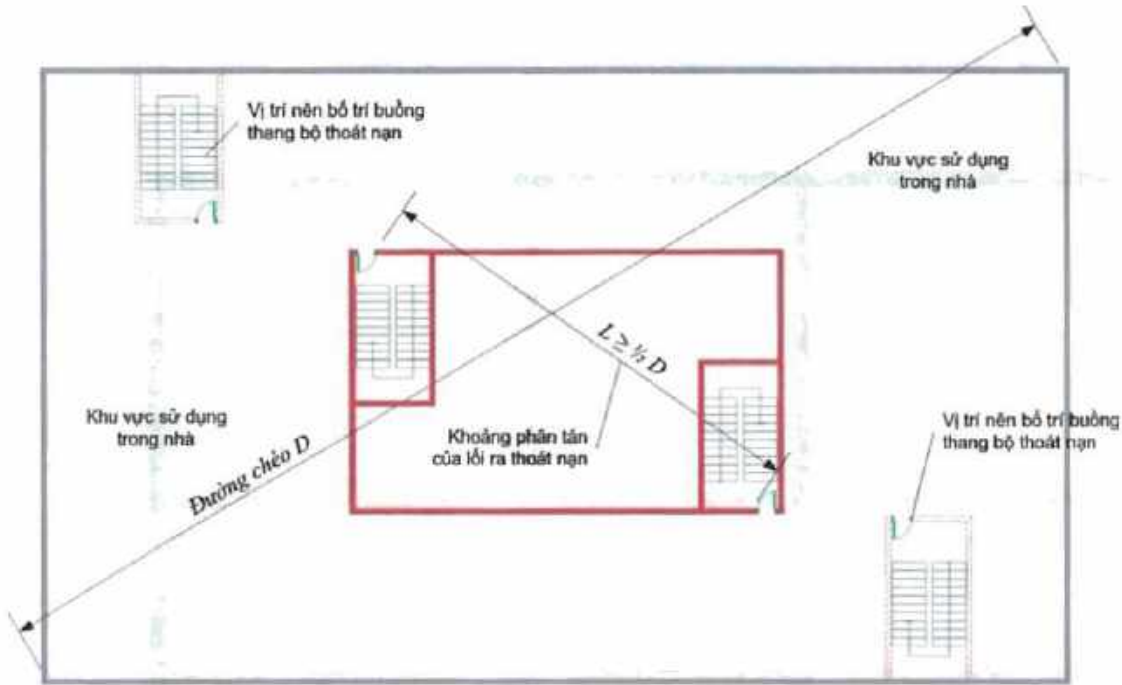 Vị trí nên bố trí buồng
thang bộ thoát nạn
Khu vực sử dụng
trong nhà
L ≥ ½ D
Khu vực sử dụng
trong nhà
Đường chéo D
Khoảng phân tán
của lối ra thoát nạn
Vị trí nên bố trí buồng
thang bộ thoát nạn